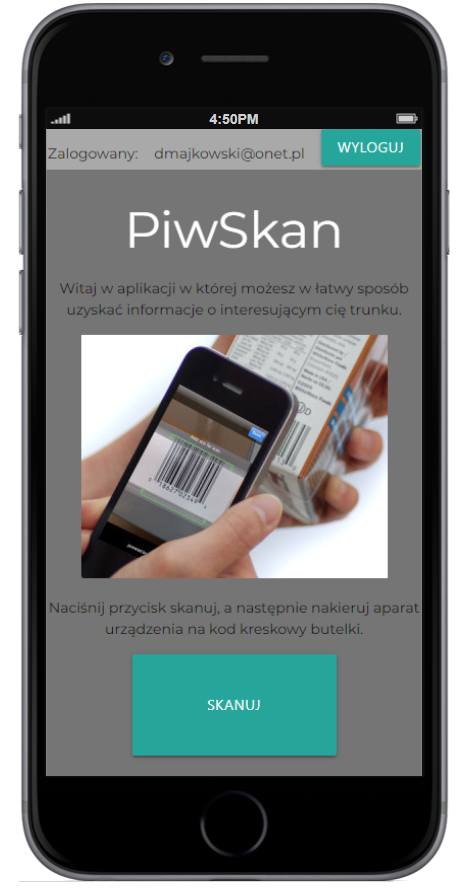 4:50PM
Zalogowany: dmajkowski@onet.pl WYLOGUJ
PiwSkan
Witaj w aplikacji w której możesz w łatwy sposób
uzyskać informacje o interesującym cię trunku.
Naciśnij przycisk skanuj, a następnie nakieruj aparat
urządzenia na kod kreskowy butelki.
SKANUJ